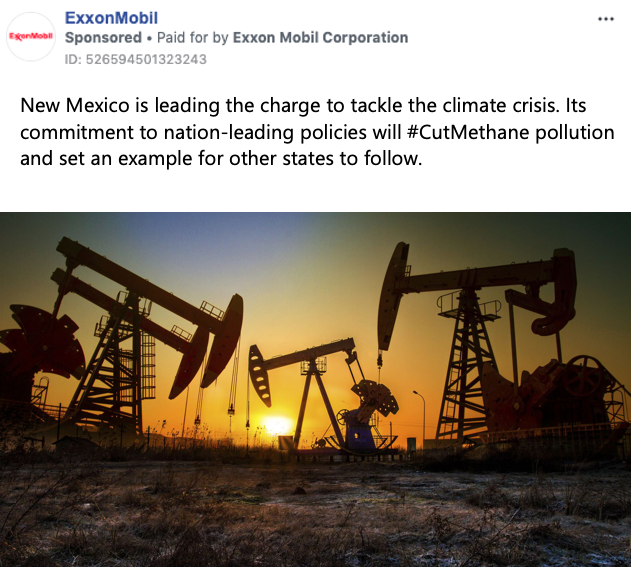 ExxonMobil
ExxonMobil
Sponsored • Paid for by Exxon Mobil Corporation
ID: 526594501323243
New Mexico is leading the charge to tackle the climate crisis. Its
commitment to nation-leading policies will #CutMethane pollution
and set an example for other states to follow.